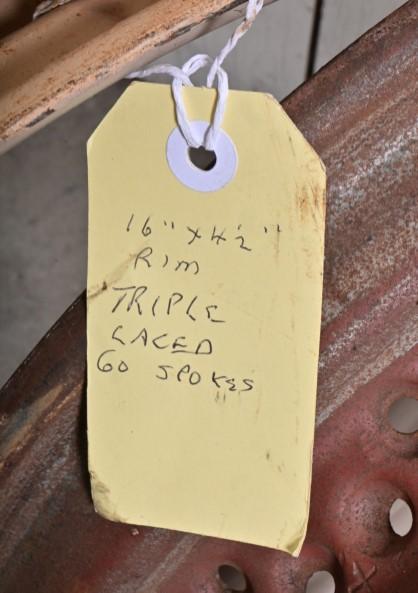 16" x 4½"
RIM
TRIPLE
LACED
60 SPOKES